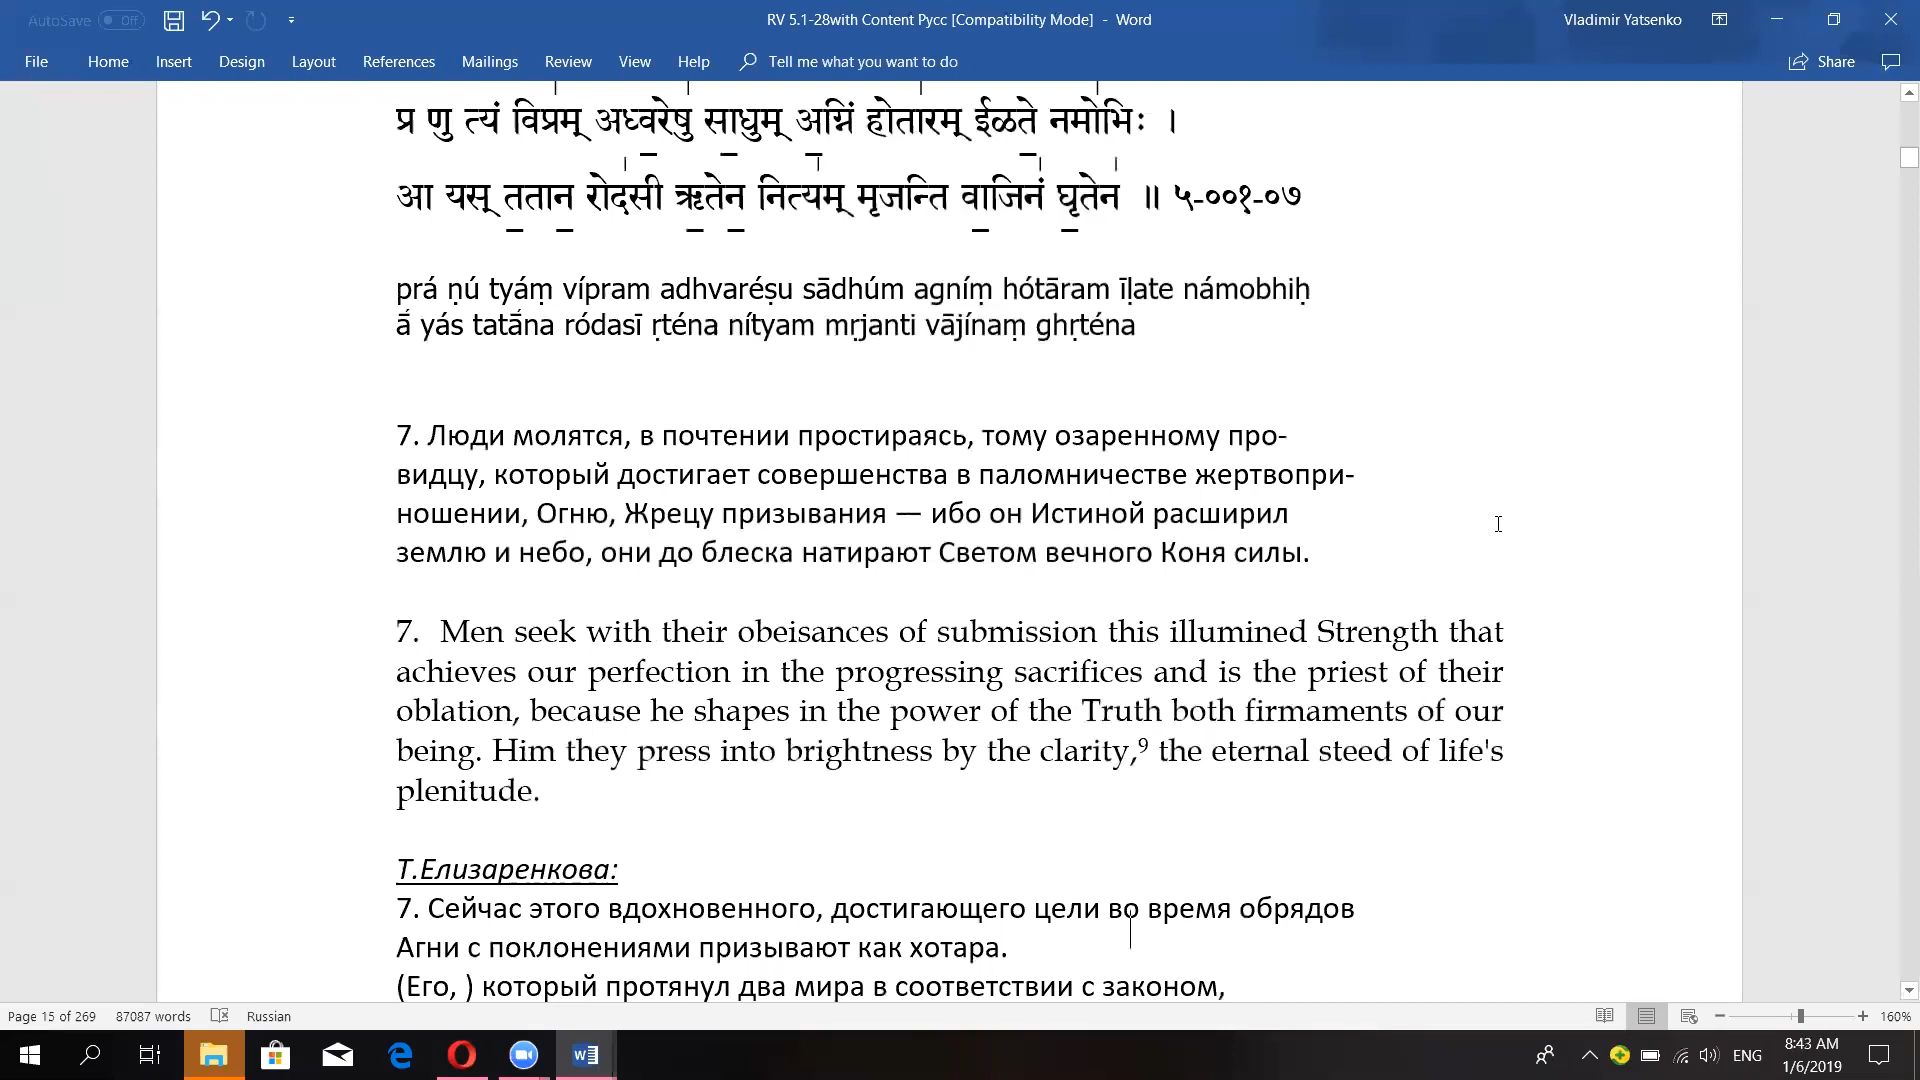 AutoSave Off RV 5.1-28with Content Русс [Compatibility Mode] - Word Vladimir Yatsenko
File Home Insert Design Layout References Mailings Review View Help Tell me what you want to do Share
प्र णु त्यं विप्र॑म् अध्व॒रेषु॑ सा॒धुम् अ॒ग्निं होता॑रम् ईळते॒ नमो॑भिः ।
आ यस् त॒तान॒ रोद॑सी ऋ॒तेन॒ नित्य॑म् मृजन्ति वा॒जिनं॑ घृ॒तेन॑ ॥ ५-००१-०७
prá ṇú tyáṃ vípram adhvaréṣu sādhúm agníṃ hótāram īḷate námobhiḥ
ā́ yás tatā́na ródasī ṛténa nítyam mṛjanti vājínaṃ ghṛténa
7. Люди молятся, в почтении простираясь, тому озаренному про-
видцу, который достигает совершенства в паломничестве жертвопри-
ношении, Огню, Жрецу призывания — ибо он Истиной расширил
землю и небо, они до блеска натирают Светом вечного Коня силы.
7. Men seek with their obeisances of submission this illumined Strength that
achieves our perfection in the progressing sacrifices and is the priest of their
oblation, because he shapes in the power of the Truth both firmaments of our
being. Him they press into brightness by the clarity,⁹ the eternal steed of life's
plenitude.
Т.Елизаренкова:
7. Сейчас этого вдохновенного, достигающего цели во время обрядов
Агни с поклонениями призывают как хотара.
(Его, ) который протянул два мира в соответствии с законом,
Page 15 of 269 87087 words Russian 160%
ENG 8:43 AM
1/6/2019